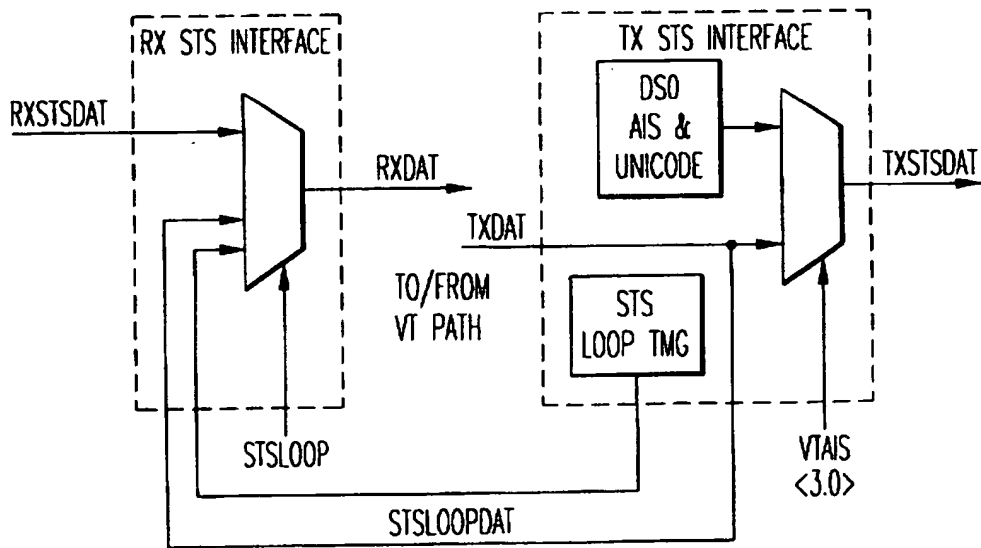 RX STS INTERFACE
TX STS INTERFACE
RXSTSDAT
DS0
AIS &
UNICODE
RXDAT
TXSTSDAT
TXDAT
TO/FROM
VT PATH
STS
LOOP TMG
STSLOOP
VTAIS
<3.0>
STSLOOPDAT